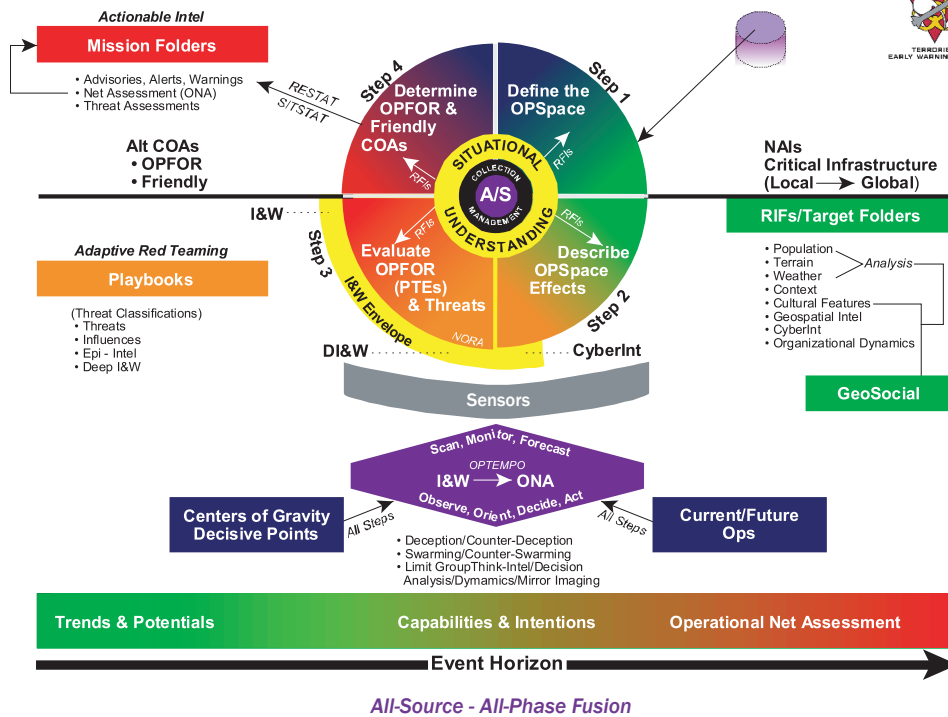 Actionable Intel
Mission Folders
• Advisories, Alerts, Warnings
• Net Assessment (ONA)
• Threat Assessments
RESTAT
SITSTAT
Alt COAs
• OPFOR
• Friendly
Step 4
Determine
OPFOR &
Friendly
COAs
RFIs
Step 1
Define the
OPSpace
RFIs
SITUATIONAL
UNDERSTANDING
COLLECTION
A/S
MANAGEMENT
EARLY WARNIN
NAIs
Critical Infrastructure
(Local → Global)
RIFs/Target Folders
• Population
• Terrain
• Weather
• Context
• Cultural Features
• Geospatial Intel
• CyberInt
• Organizational Dynamics
Analysis
GeoSocial
I&W
Step 3
RFIs
Evaluate
OPFOR
(PTEs)
& Threats
I&W Envelope
NORA
RFIs
Describe
OPSpace
Effects
Step 2
Adaptive Red Teaming
Playbooks
(Threat Classifications)
• Threats
• Influences
• Epi - Intel
• Deep I&W
DI&W
CyberInt
Sensors
Scan, Monitor, Forecast
OPTEMPO
I&W → ONA
Observe, Orient, Decide, Act
Centers of Gravity
Decisive Points
All Steps
All Steps
Current/Future
Ops
• Deception/Counter-Deception
• Swarming/Counter-Swarming
• Limit GroupThink-Intel/Decision
Analysis/Dymamics/Mirror Imaging
Trends & Potentials
Capabilities & Intentions
Operational Net Assessment
Event Horizon
All-Source - All-Phase Fusion